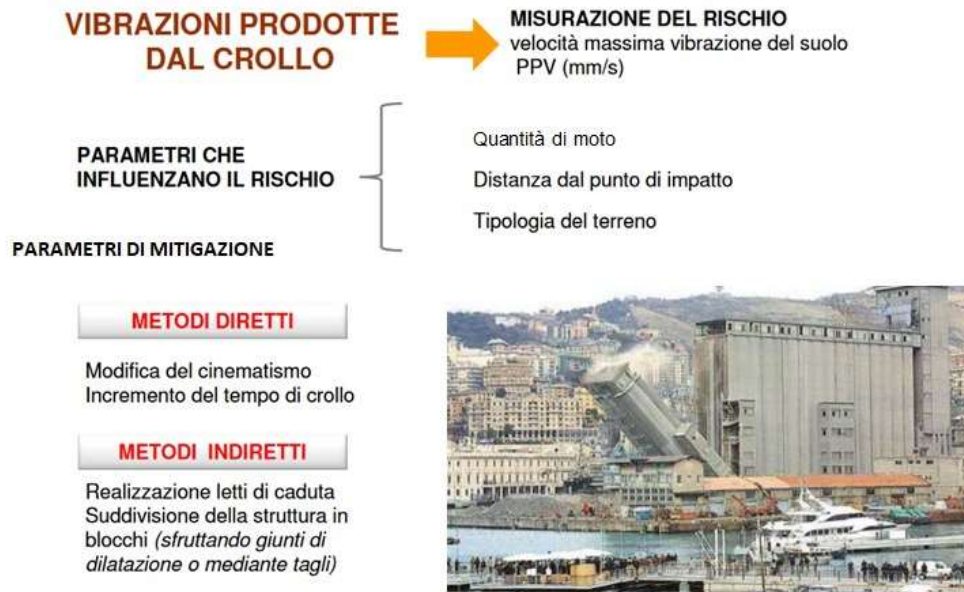 VIBRAZIONI PRODOTTE
DAL CROLLO
MISURAZIONE DEL RISCHIO
velocità massima vibrazione del suolo
PPV (mm/s)
PARAMETRI CHE
INFLUENZANO IL RISCHIO
Quantità di moto
Distanza dal punto di impatto
Tipologia del terreno
PARAMETRI DI MITIGAZIONE
METODI DIRETTI
Modifica del cinematismo
Incremento del tempo di crollo
METODI INDIRETTI
Realizzazione letti di caduta
Suddivisione della struttura in
blocchi (sfruttando giunti di
dilatazione o mediante tagli)